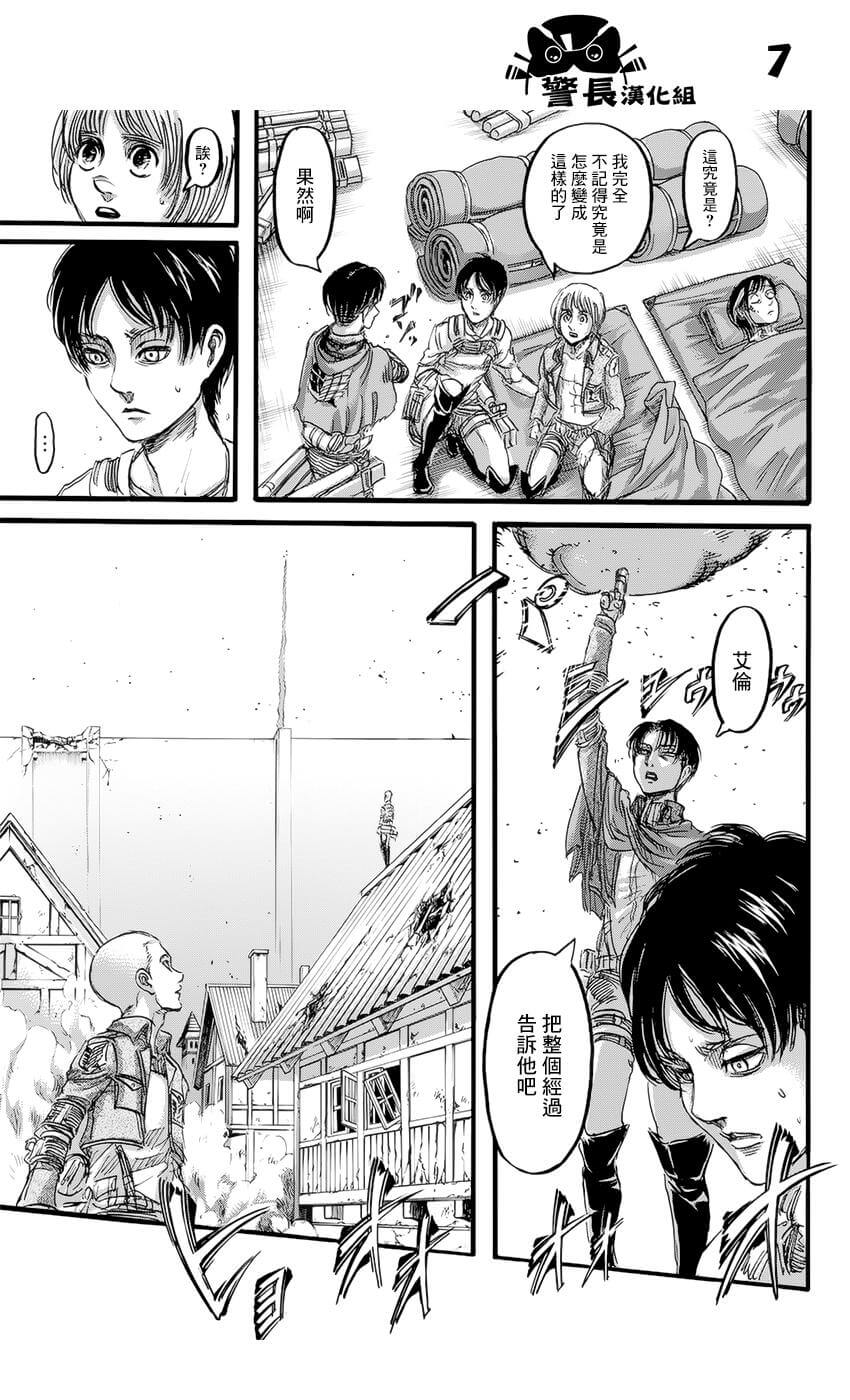 警長漢化組
7
這究竟是?
我完全
不記得究竟是
怎麼變成
這樣的了
果然啊
誒?
…
艾倫
把整個經過
告訴他吧